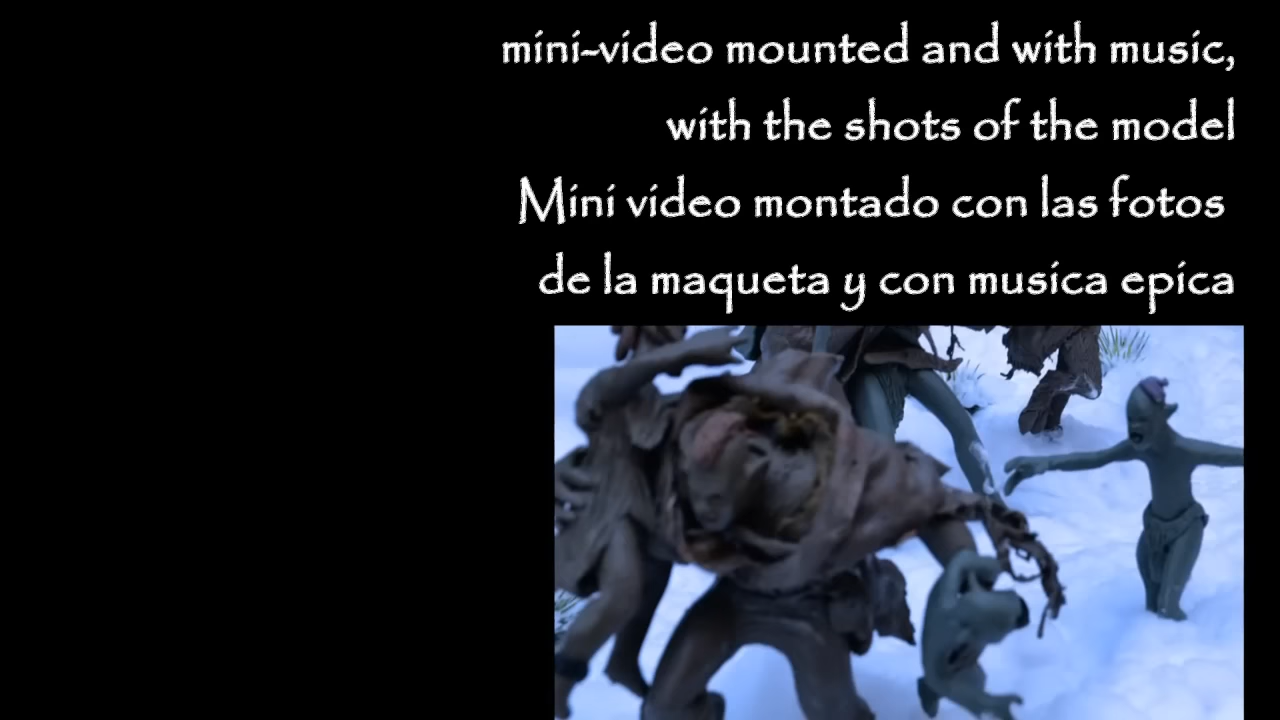 mini-video mounted and with music,
with the shots of the model
Mini video montado con las fotos
de la maqueta y con musica epica